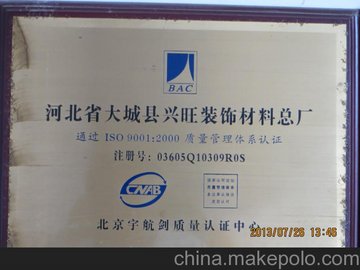 BAC
河北省大城县兴旺装饰材料总厂
通过 ISO 9001:2000 质量管理体系认证
注册号: 03605Q10309R0S
CNAB
北京宇航剑质量认证中心
2013/07/26 13:46
china.makepolo.com